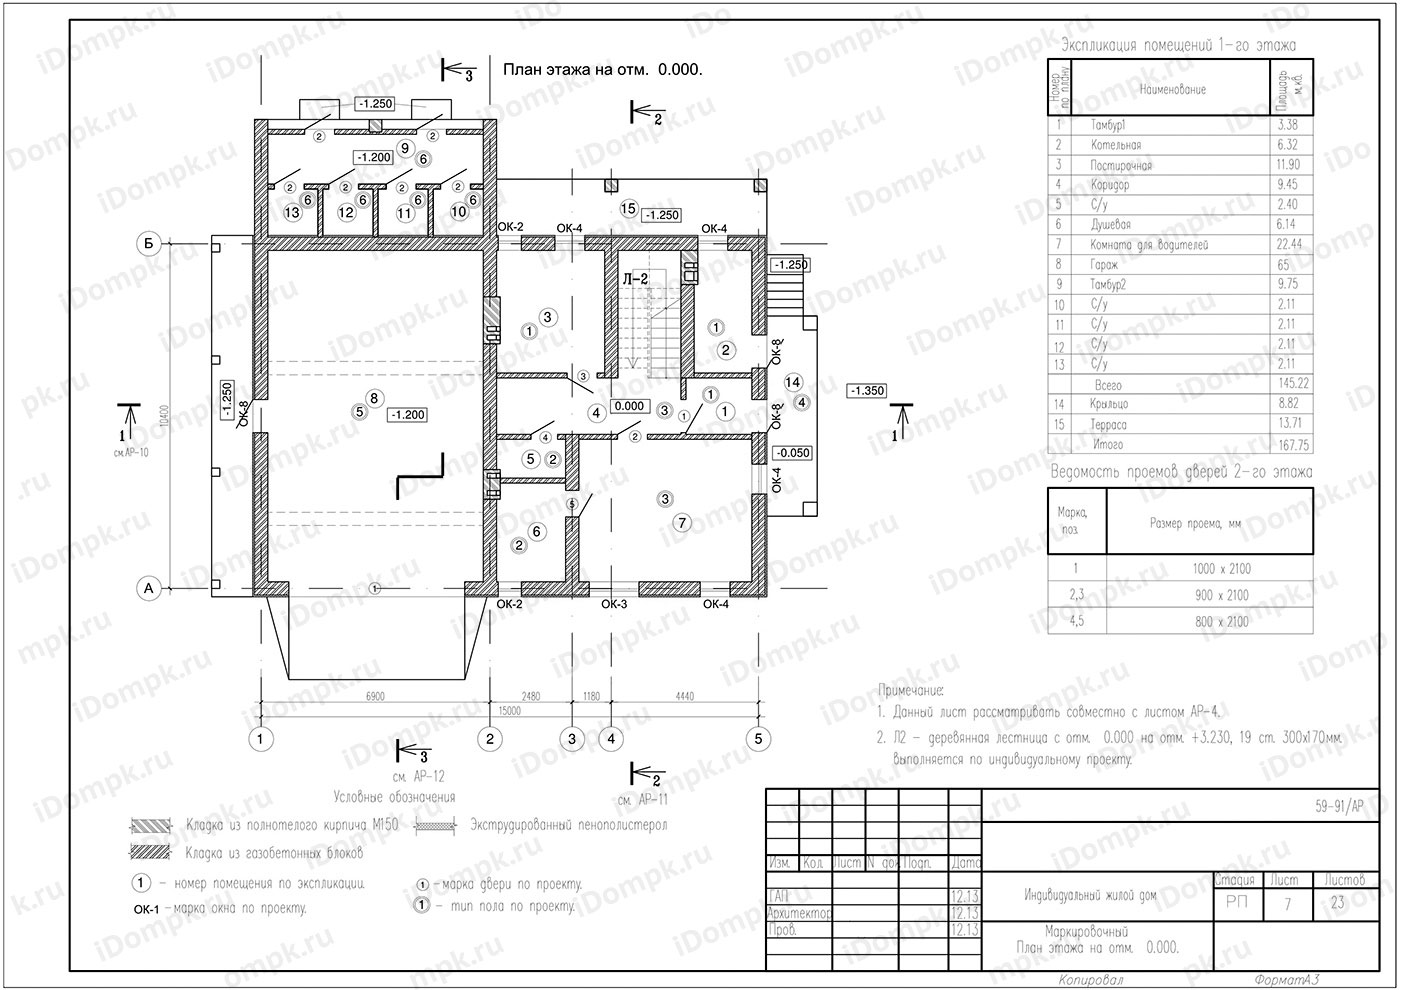 План этажа на отм. 0.000.
3
2
-1.250
2
2
9
-1.200
6
2
2
2
2
6
6
6
6
13
12
11
10
15
-1.250
ОК-2
ОК-4
ОК-4
Б
-1.250
Л-2
3
1
1
2
ОК-8
3
14
4
-1.350
8
5
-1.200
-1.250
ОК-8
10400
1
см.АР-10
0.000
4
3
1
1
1
ОК-8
1
4
2
5
2
-0.050
ОК-4
3
7
5
6
2
А
1
ОК-2
ОК-3
ОК-4
6900
2480
1180
4440
15000
1
2
3
4
5
3
см. АР-12
2
см. АР-11
Условные обозначения
Кладка из полнотелого кирпича М150
Экструдированный пенополистерол
Кладка из газобетонных блоков
1 - номер помещения по экспликации.
1 -марка двери по проекту.
ОК-1 -марка окна по проекту.
1 - тип пола по проекту.
Экспликация помещений 1-го этажа
Номер по плану
Наименование
Площадь м.кв.
1 Тамбур1 3.38
2 Котельная 6.32
3 Постирочная 11.90
4 Коридор 9.45
5 С/у 2.40
6 Душевая 6.14
7 Комната для водителей 22.44
8 Гараж 65
9 Тамбур2 9.75
10 С/у 2.11
11 С/у 2.11
12 С/у 2.11
13 С/у 2.11
Всего 145.22
14 Крыльцо 8.82
15 Терраса 13.71
Итого 167.75
Ведомость проемов дверей 2-го этажа
Марка, поз.
Размер проема, мм
1 1000 x 2100
2,3 900 x 2100
4,5 800 x 2100
Примечание:
1. Данный лист рассматривать совместно с листом АР-4.
2. Л2 - деревянная лестница с отм. 0.000 на отм. +3.230, 19 ст. 300х170мм.
выполняется по индивидуальному проекту.
59-91/АР
Изм. Кол. Лист N док Подп. Дата
ГАП 12.13
Архитектор 12.13
Пров. 12.13
Индивидуальный жилой дом
Стадия Лист Листов
РП 7 23
Маркировочный
План этажа на отм. 0.000.
Копировал
ФорматА3
iDompk.ru